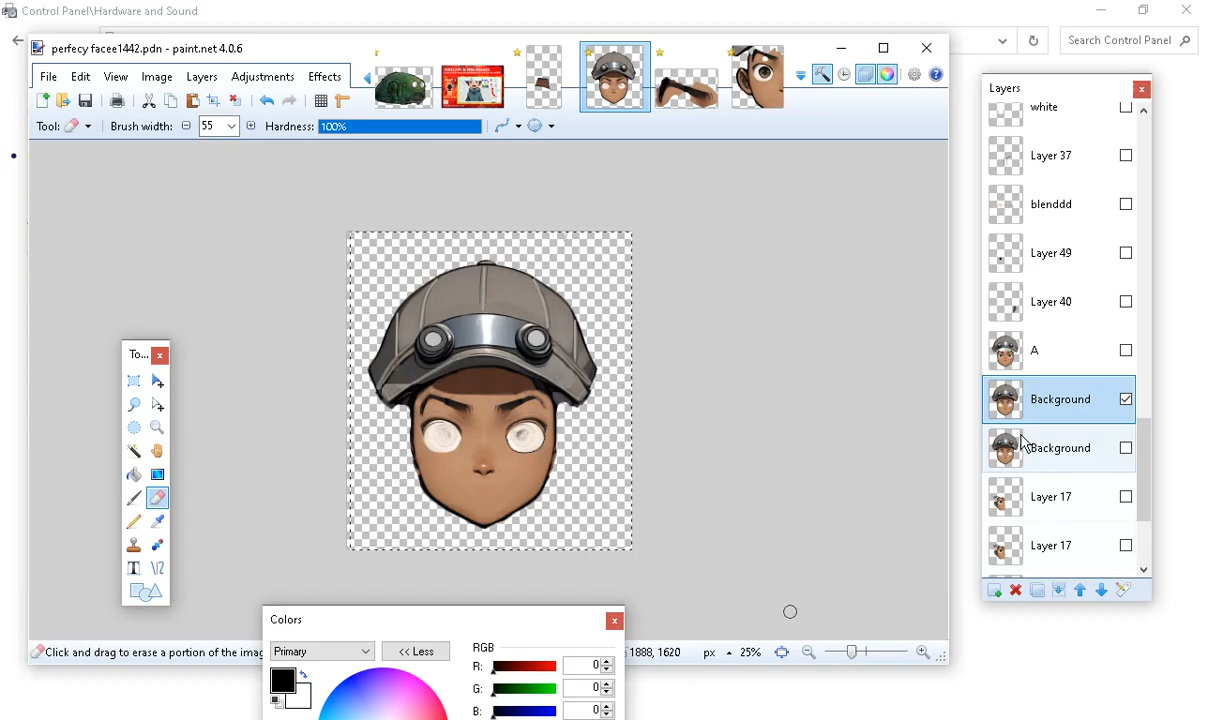 Control Panel\Hardware and Sound
Search Control Panel
perfecy facee1442.pdn - paint.net 4.0.6
File Edit View Image Layers Adjustments Effects
Tool: Brush width: 55 Hardness: 100%
To...
Layers
white
Layer 37
blenddd
Layer 49
Layer 40
A
Background
Background
Layer 17
Layer 17
Colors
Primary
<< Less
RGB
R: 0
G: 0
B: 0
Click and drag to erase a portion of the imag
1888, 1620 px 25%